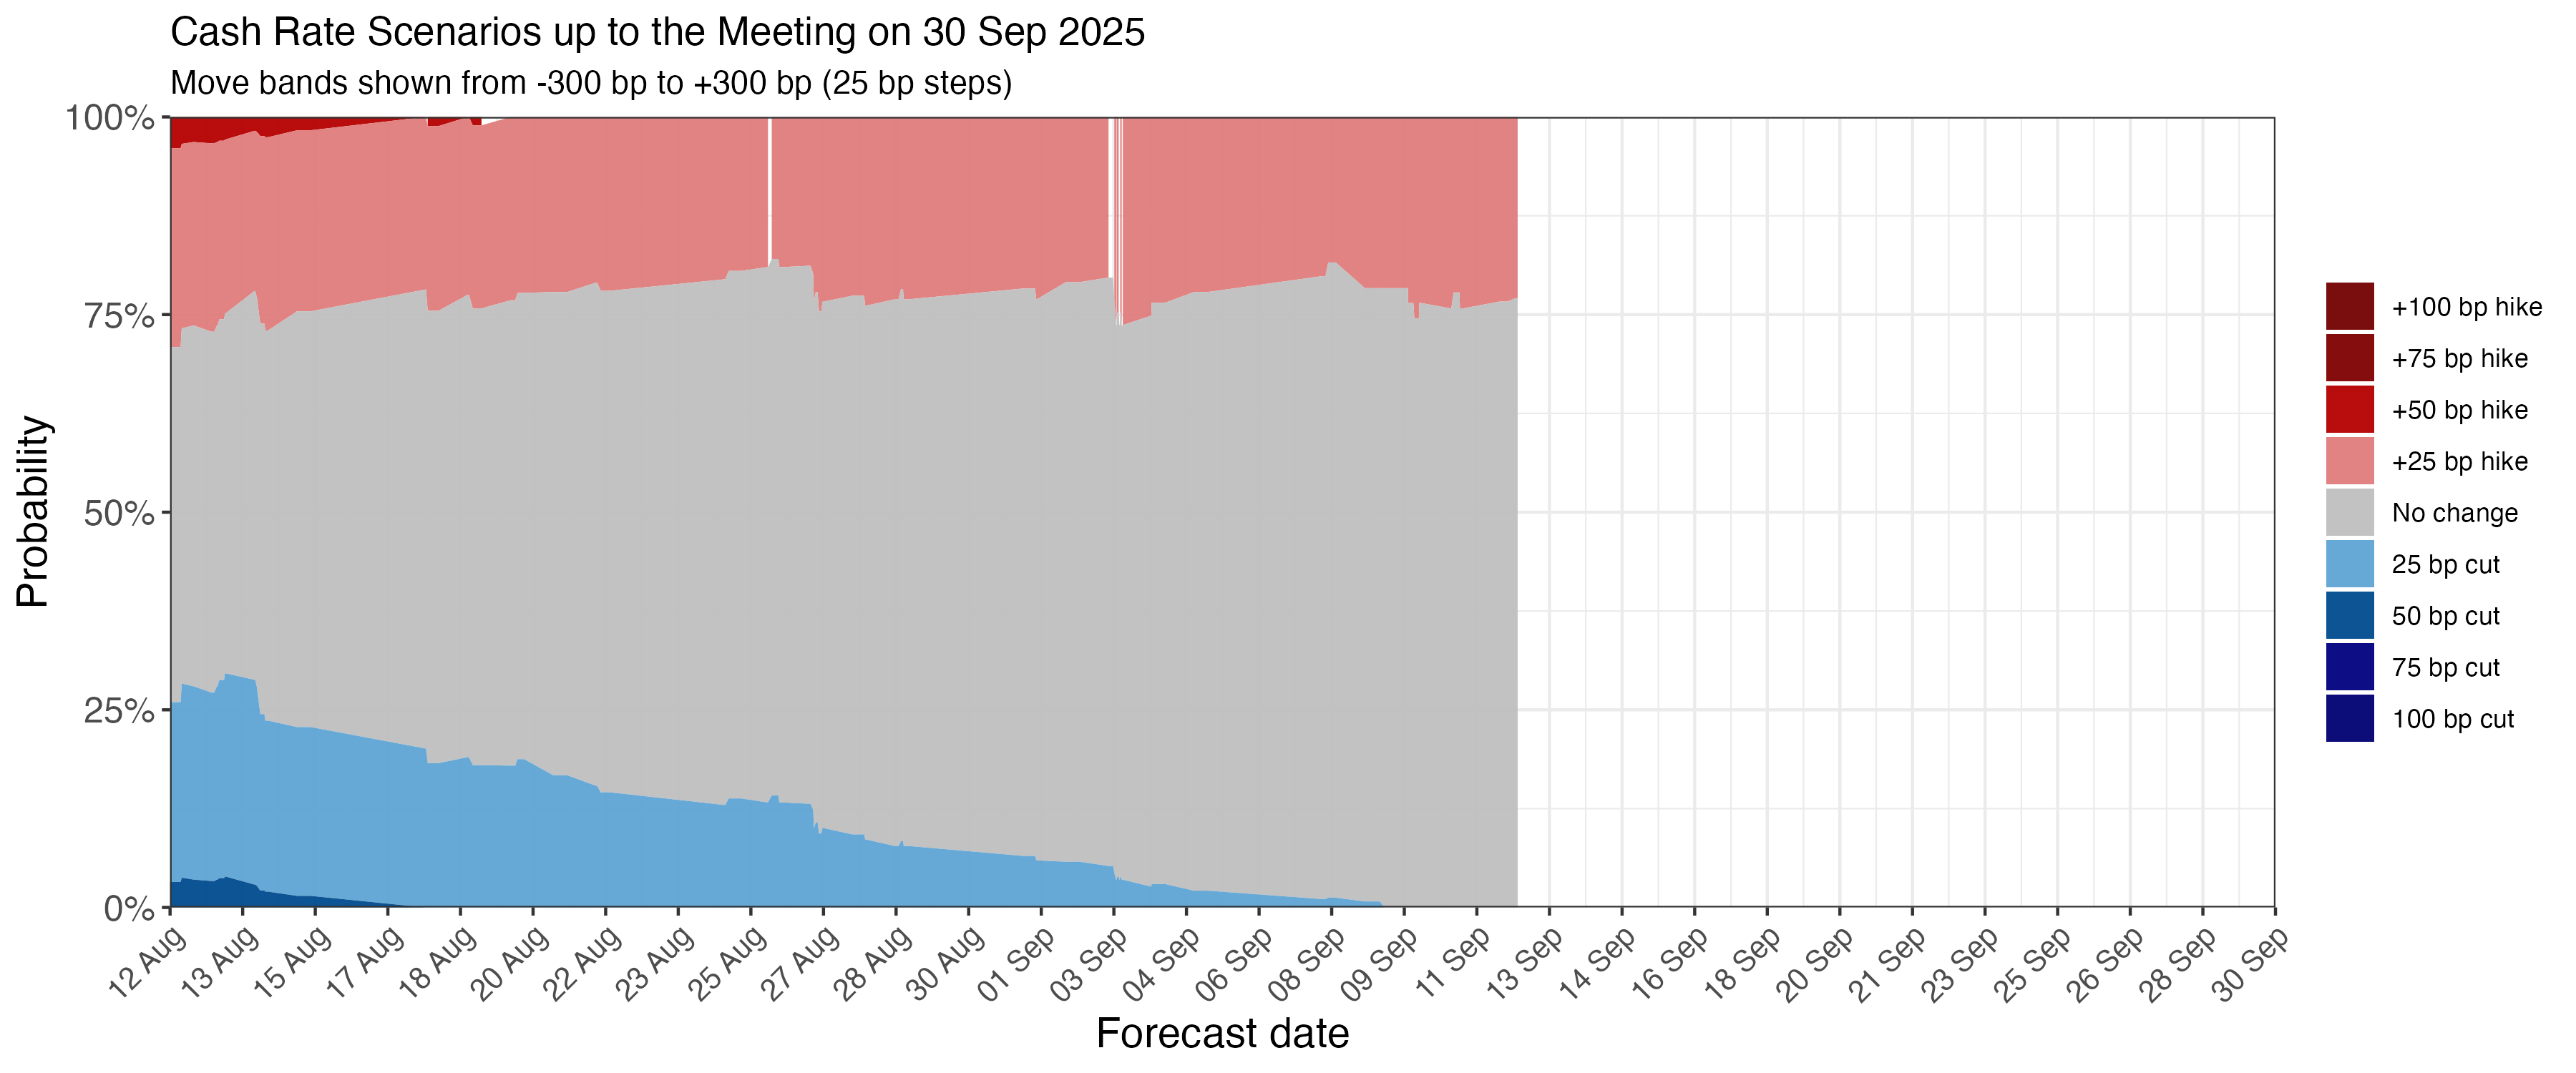 Cash Rate Scenarios up to the Meeting on 30 Sep 2025
Move bands shown from -300 bp to +300 bp (25 bp steps)
Probability
100%
75%
50%
25%
0%
12 Aug
13 Aug
15 Aug
17 Aug
18 Aug
20 Aug
22 Aug
23 Aug
25 Aug
27 Aug
28 Aug
30 Aug
01 Sep
03 Sep
04 Sep
06 Sep
08 Sep
09 Sep
11 Sep
13 Sep
14 Sep
16 Sep
18 Sep
20 Sep
21 Sep
23 Sep
25 Sep
26 Sep
28 Sep
30 Sep
Forecast date
+100 bp hike
+75 bp hike
+50 bp hike
+25 bp hike
No change
25 bp cut
50 bp cut
75 bp cut
100 bp cut